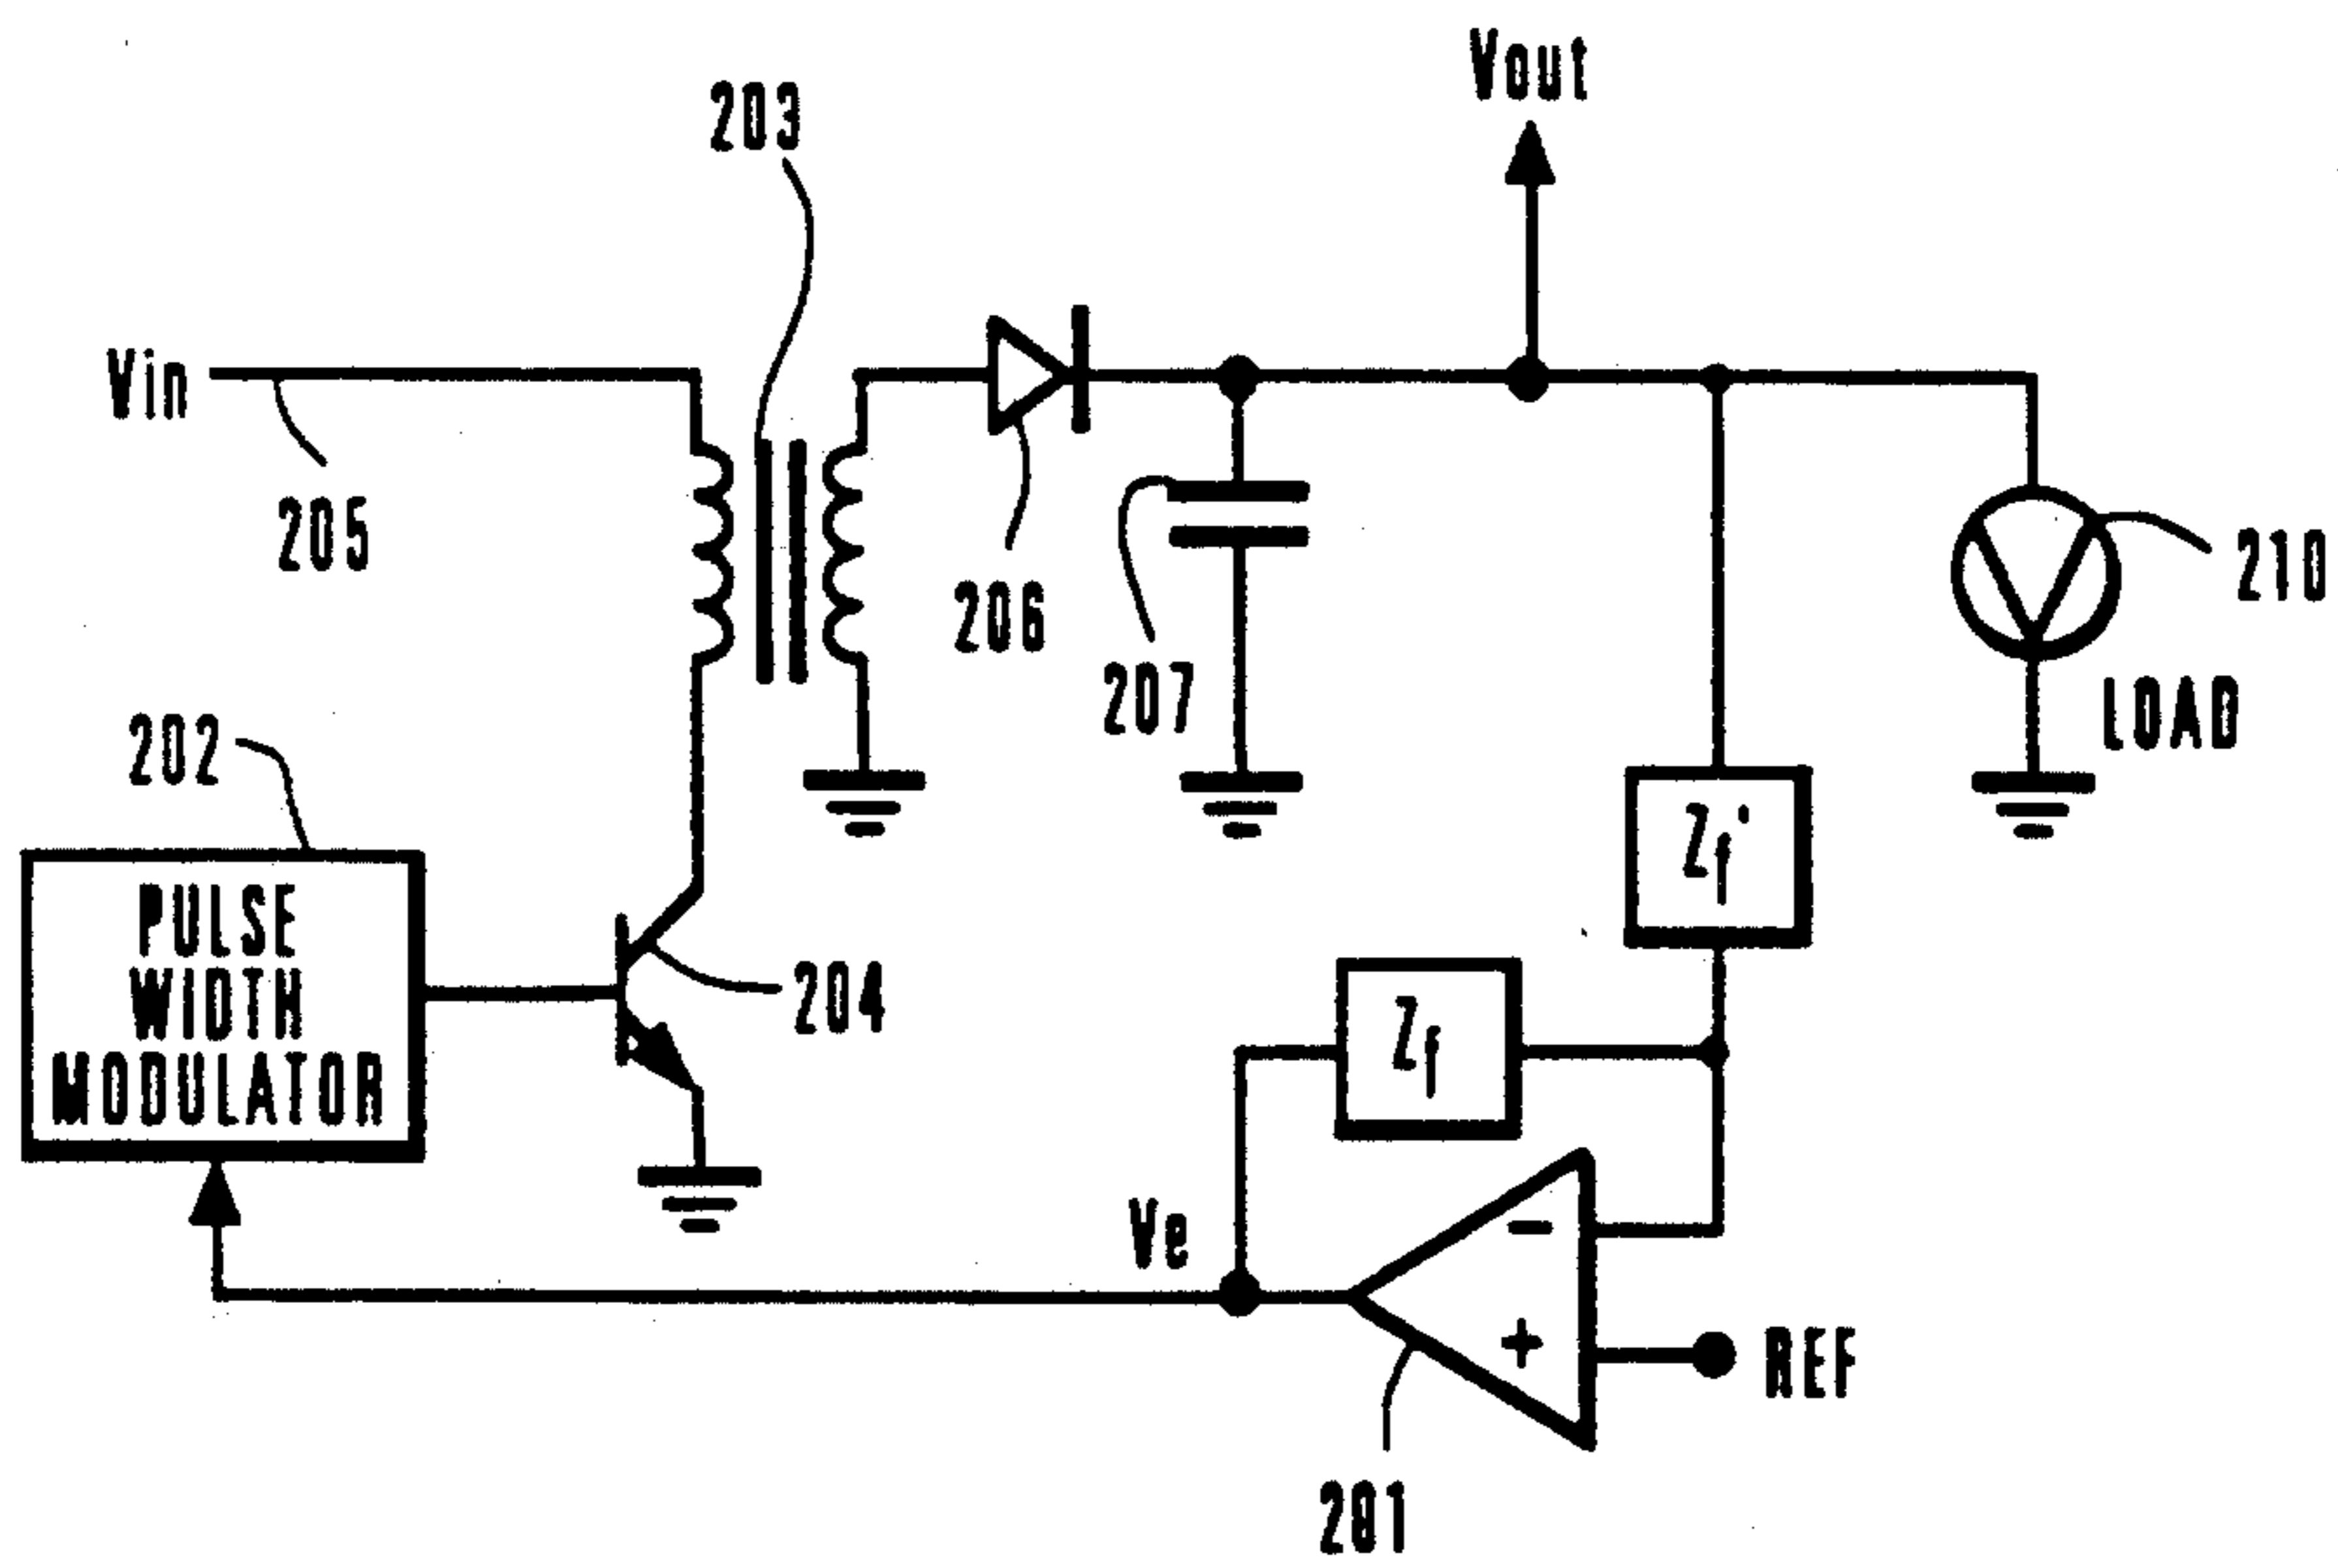 Vout
203
Vin
205
206
207
210
LOAD
202
PULSE
WIDTH
MODULATOR
204
Zf'
Zf
Ve
-
+
REF
201